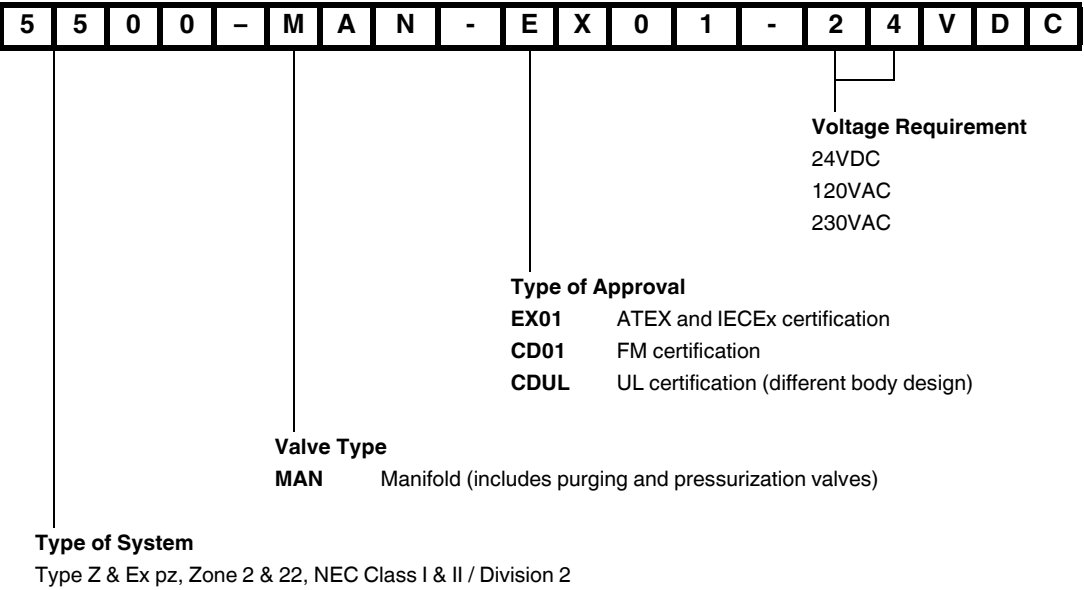 5 5 0 0 – M A N - E X 0 1 - 2 4 V D C
Voltage Requirement
24VDC
120VAC
230VAC
Type of Approval
EX01 ATEX and IECEx certification
CD01 FM certification
CDUL UL certification (different body design)
Valve Type
MAN Manifold (includes purging and pressurization valves)
Type of System
Type Z & Ex pz, Zone 2 & 22, NEC Class I & II / Division 2